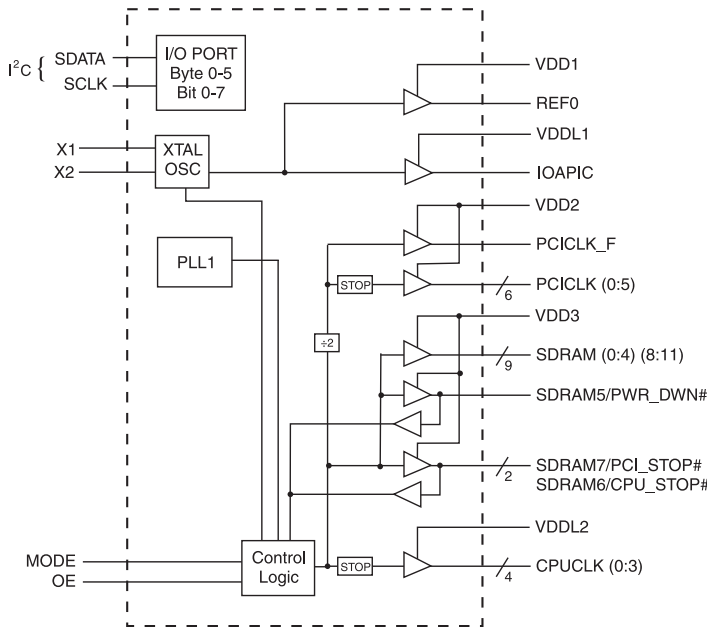 I²C { SDATA
SCLK
I/O PORT
Byte 0-5
Bit 0-7
VDD1
REF0
VDDL1
IOAPIC
X1
X2
XTAL
OSC
VDD2
PCICLK_F
PLL1
STOP
PCICLK (0:5)
6
VDD3
÷2
SDRAM (0:4) (8:11)
9
SDRAM5/PWR_DWN#
SDRAM7/PCI_STOP#
2
SDRAM6/CPU_STOP#
VDDL2
MODE
OE
Control
Logic
STOP
CPUCLK (0:3)
4